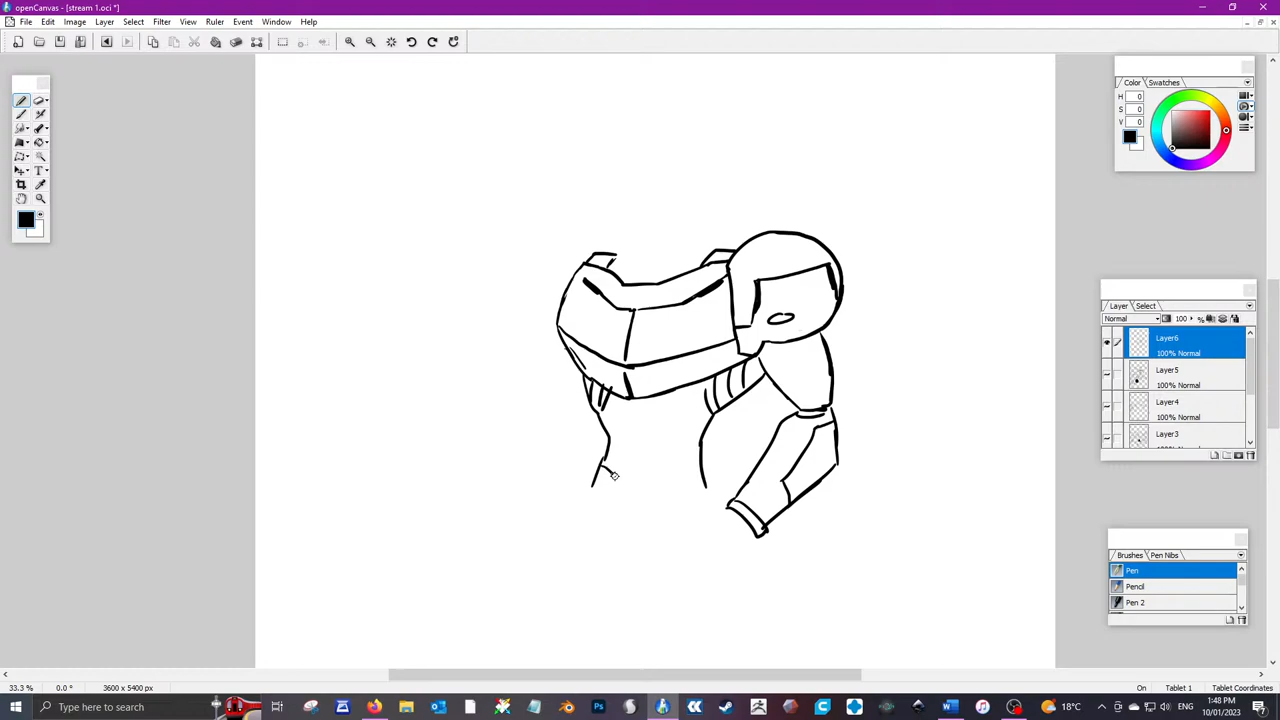 openCanvas - [stream 1.oci *]
File Edit Image Layer Select Filter View Select Ruler Event Window Help
Color Swatches
H 0
S 0
V 0
Layer Select
Normal 100 %
Layer6
100% Normal
Layer5
100% Normal
Layer4
100% Normal
Layer3
100% Normal
Brushes Pen Nibs
Pen
Pencil
Pen 2
33.3 % 0.0 ° 3600 x 5400 px On Tablet 1 Tablet Coordinates
Type here to search
18°C
1:48 PM
10/01/2023